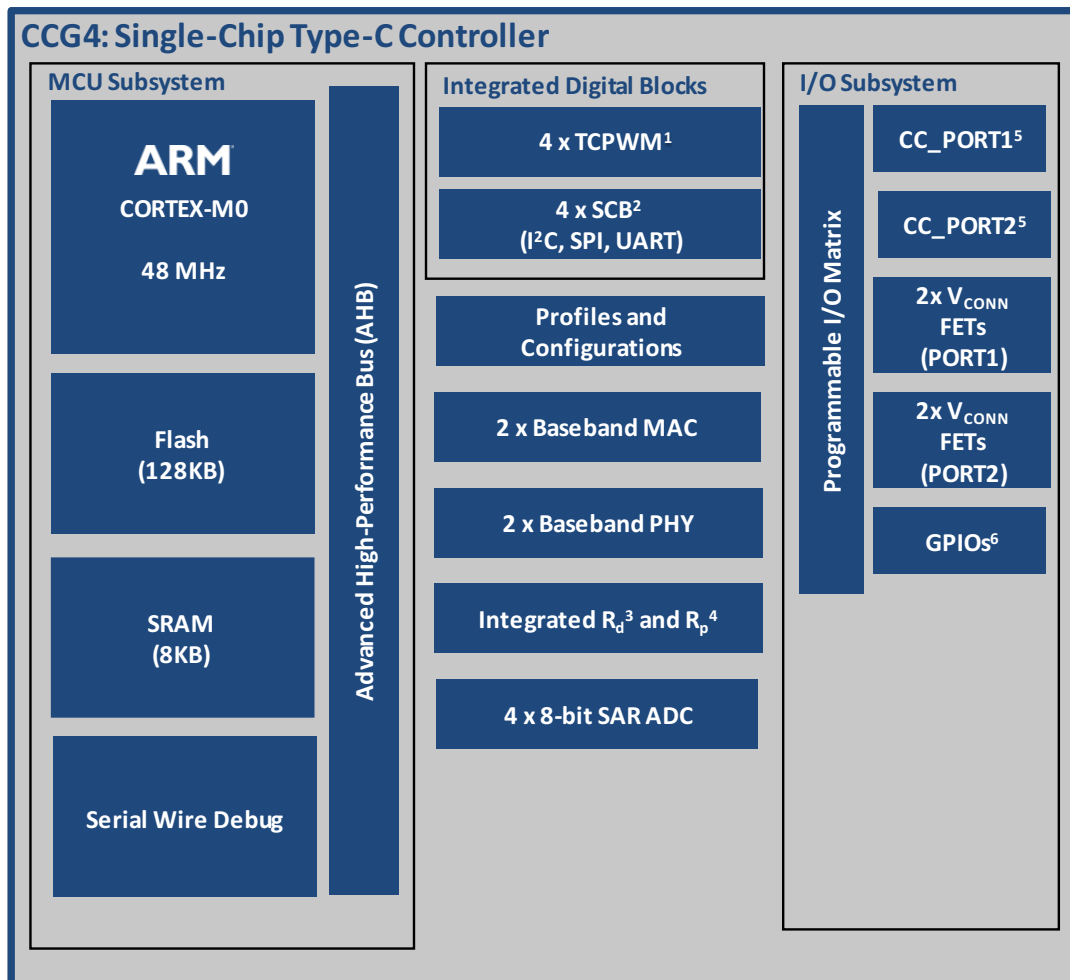 CCG4: Single-Chip Type-C Controller
MCU Subsystem
ARM
CORTEX-M0
48 MHz
Flash
(128KB)
SRAM
(8KB)
Serial Wire Debug
Advanced High-Performance Bus (AHB)
Integrated Digital Blocks
4 x TCPWM¹
4 x SCB²
(I²C, SPI, UART)
Profiles and
Configurations
2 x Baseband MAC
2 x Baseband PHY
Integrated Rd³ and Rp⁴
4 x 8-bit SAR ADC
I/O Subsystem
Programmable I/O Matrix
CC_PORT1⁵
CC_PORT2⁵
2x VCONN
FETs
(PORT1)
2x VCONN
FETs
(PORT2)
GPIOs⁶